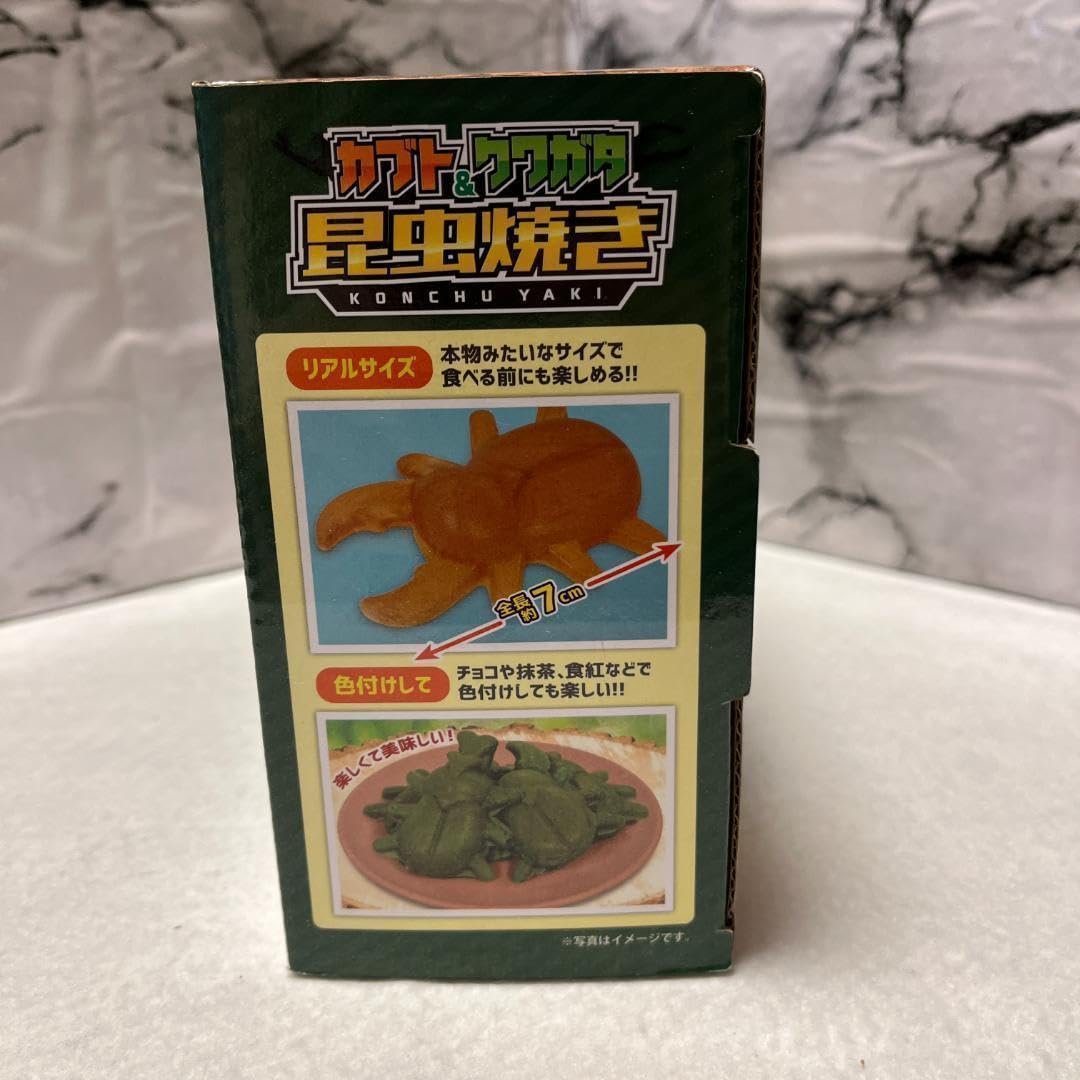 カブト&クワガタ
昆虫焼き
KONCHU YAKI
リアルサイズ
本物みたいなサイズで
食べる前にも楽しめる!!
全長約7cm
色付けして
チョコや抹茶、食紅などで
色付けしても楽しい!!
楽しくて美味しい!
※写真はイメージです。